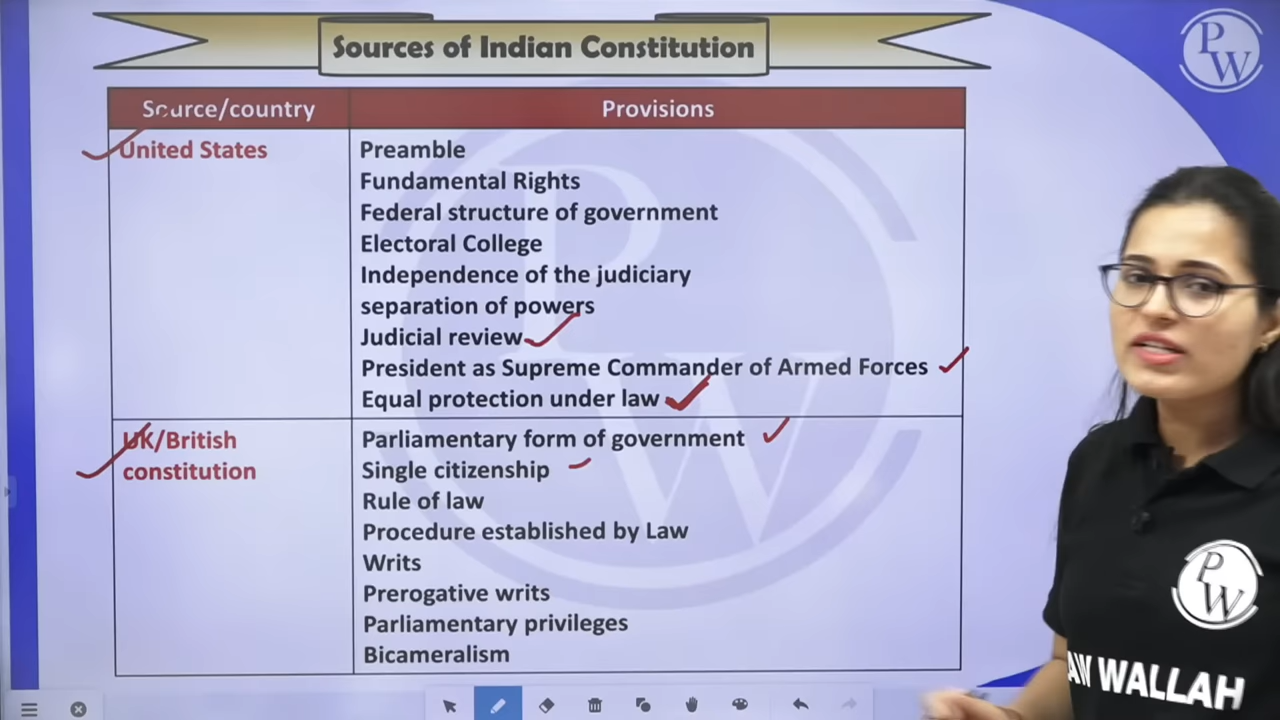 Sources of Indian Constitution
PW
Source/country
Provisions
United States
Preamble
Fundamental Rights
Federal structure of government
Electoral College
Independence of the judiciary
separation of powers
Judicial review
President as Supreme Commander of Armed Forces
Equal protection under law
UK/British
constitution
Parliamentary form of government
Single citizenship
Rule of law
Procedure established by Law
Writs
Prerogative writs
Parliamentary privileges
Bicameralism
PW
PW
WALLAH